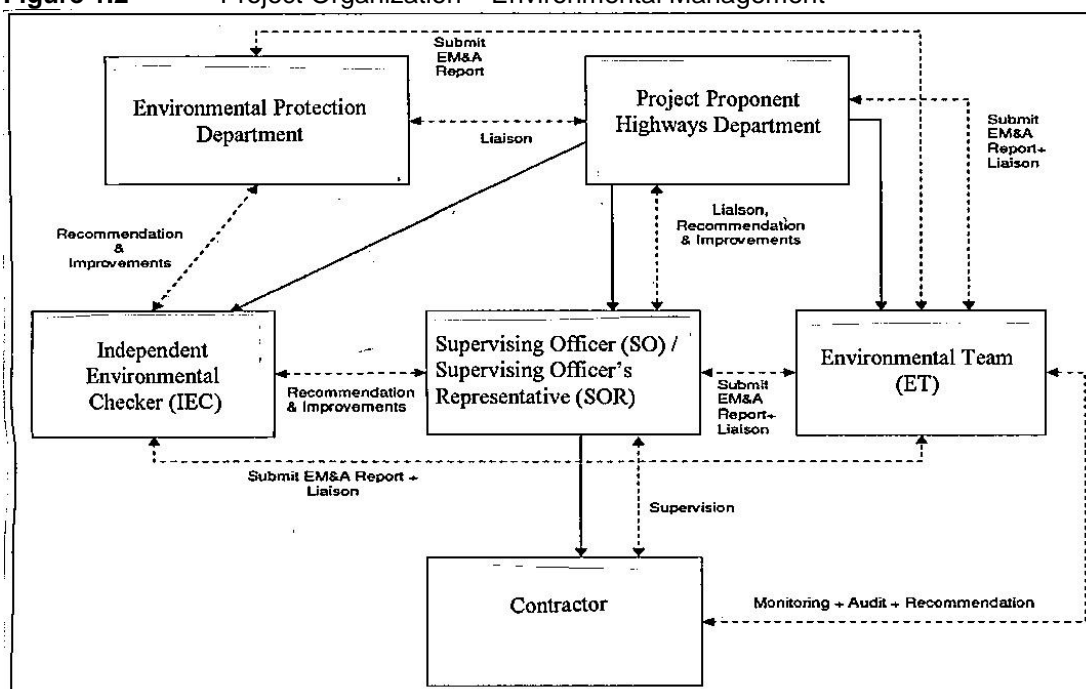 Figure 1.2 Project Organization – Environmental Management
Submit
EM&A
Report
Environmental Protection
Department
Liaison
Project Proponent
Highways Department
Submit
EM&A
Report+
Liaison
Recommendation
&
Improvements
Liaison,
Recommendation
& Improvements
Independent
Environmental
Checker (IEC)
Recommendation
& Improvements
Supervising Officer (SO) /
Supervising Officer's
Representative (SOR)
Submit
EM&A
Report+
Liaison
Environmental Team
(ET)
Submit EM&A Report +
Liaison
Supervision
Contractor
Monitoring + Audit + Recommendation